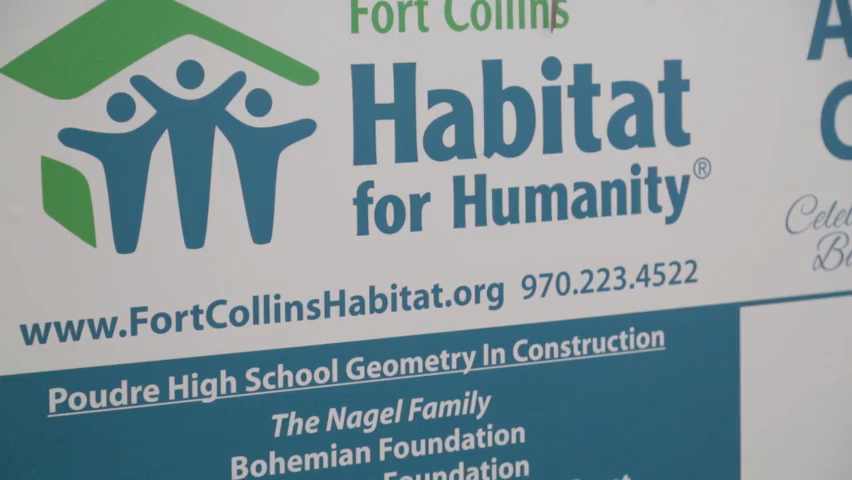 Fort Collins
Habitat
for Humanity®
www.FortCollinsHabitat.org 970.223.4522
Poudre High School Geometry In Construction
The Nagel Family
Bohemian Foundation